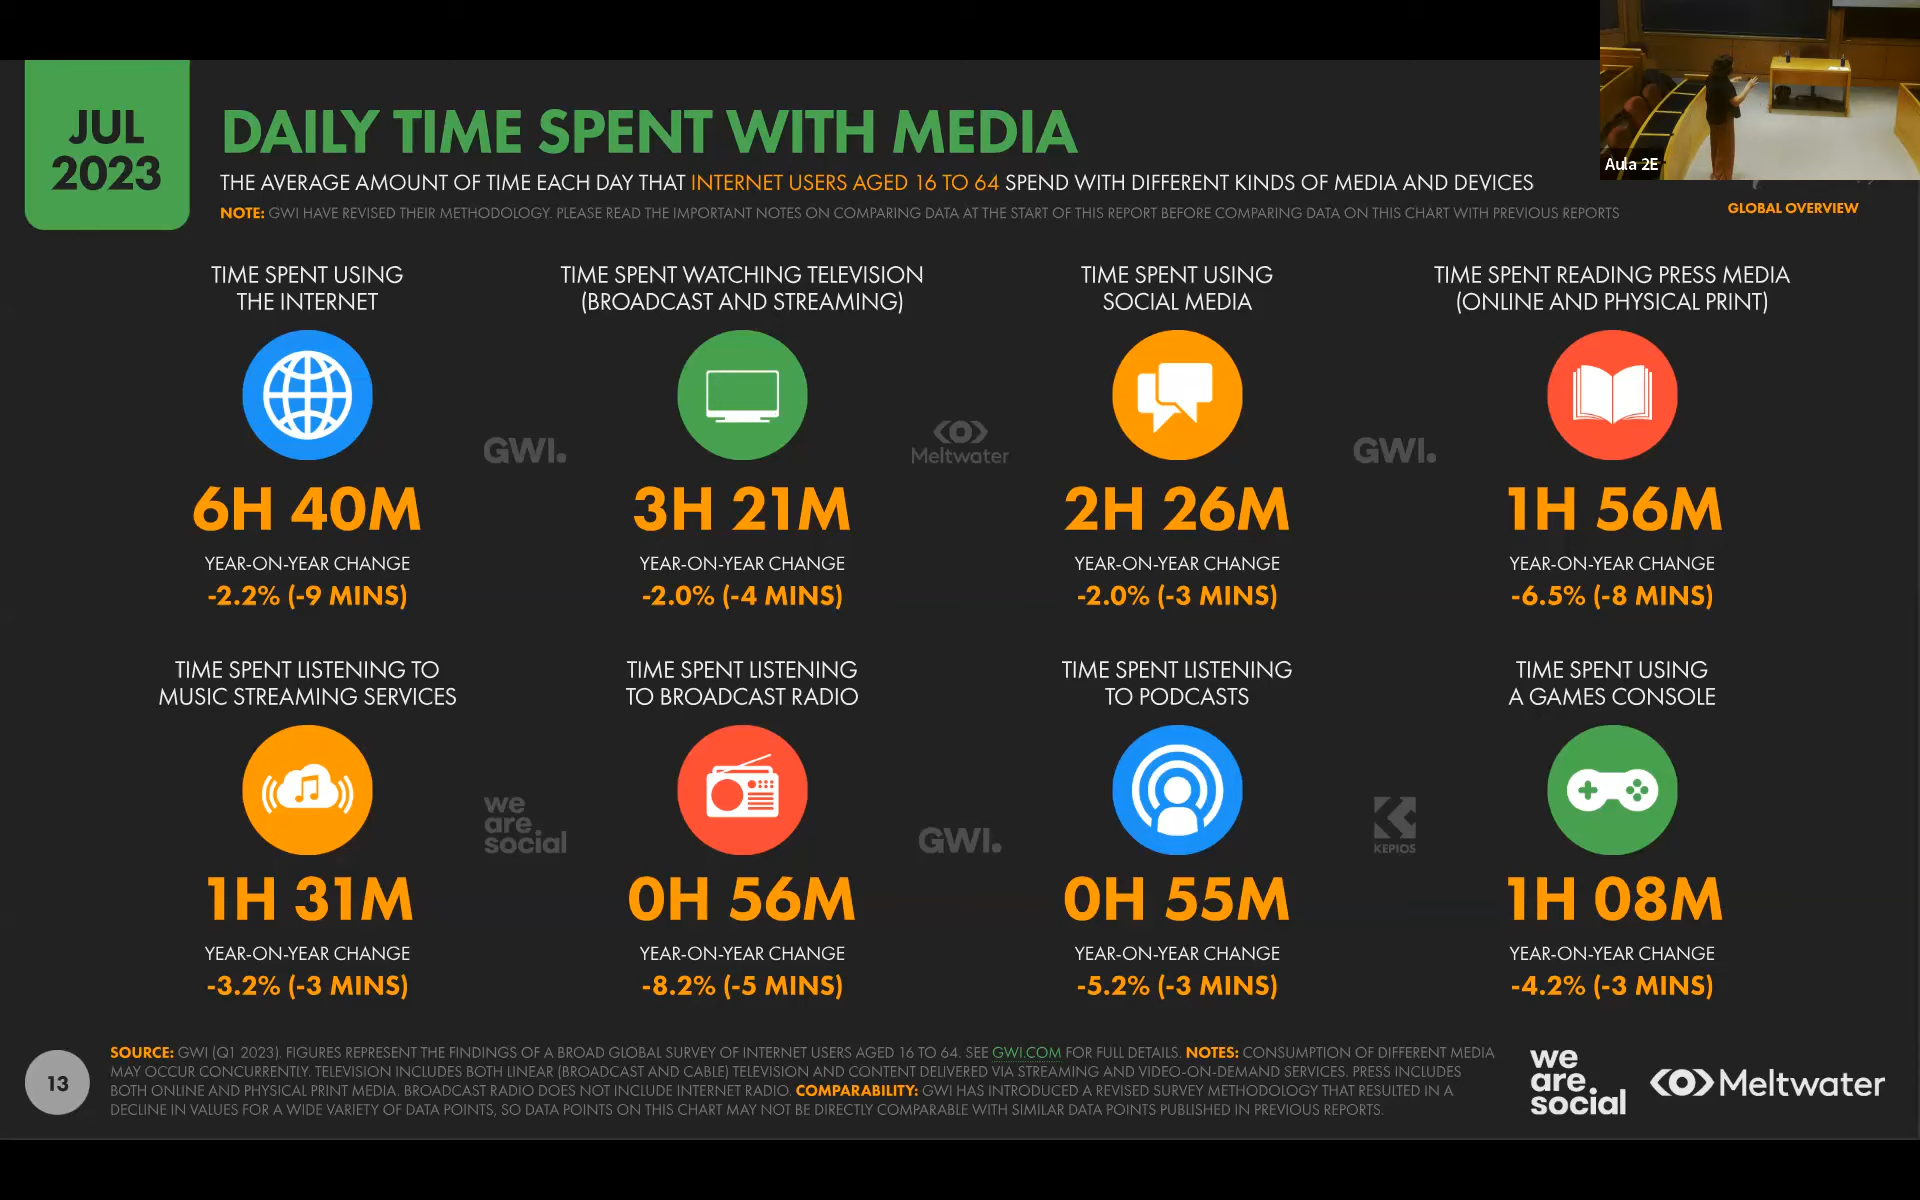 JUL
2023
DAILY TIME SPENT WITH MEDIA
THE AVERAGE AMOUNT OF TIME EACH DAY THAT INTERNET USERS AGED 16 TO 64 SPEND WITH DIFFERENT KINDS OF MEDIA AND DEVICES
NOTE: GWI HAVE REVISED THEIR METHODOLOGY. PLEASE READ THE IMPORTANT NOTES ON COMPARING DATA AT THE START OF THIS REPORT BEFORE COMPARING DATA ON THIS CHART WITH PREVIOUS REPORTS
Aula 2E
GLOBAL OVERVIEW
TIME SPENT USING
THE INTERNET
6H 40M
YEAR-ON-YEAR CHANGE
-2.2% (-9 MINS)
GWI.
TIME SPENT WATCHING TELEVISION
(BROADCAST AND STREAMING)
3H 21M
YEAR-ON-YEAR CHANGE
-2.0% (-4 MINS)
Meltwater
TIME SPENT USING
SOCIAL MEDIA
2H 26M
YEAR-ON-YEAR CHANGE
-2.0% (-3 MINS)
GWI.
TIME SPENT READING PRESS MEDIA
(ONLINE AND PHYSICAL PRINT)
1H 56M
YEAR-ON-YEAR CHANGE
-6.5% (-8 MINS)
TIME SPENT LISTENING TO
MUSIC STREAMING SERVICES
1H 31M
YEAR-ON-YEAR CHANGE
-3.2% (-3 MINS)
we
are.
social
TIME SPENT LISTENING
TO BROADCAST RADIO
0H 56M
YEAR-ON-YEAR CHANGE
-8.2% (-5 MINS)
GWI.
TIME SPENT LISTENING
TO PODCASTS
0H 55M
YEAR-ON-YEAR CHANGE
-5.2% (-3 MINS)
KEPIOS
TIME SPENT USING
A GAMES CONSOLE
1H 08M
YEAR-ON-YEAR CHANGE
-4.2% (-3 MINS)
13
SOURCE: GWI (Q1 2023). FIGURES REPRESENT THE FINDINGS OF A BROAD GLOBAL SURVEY OF INTERNET USERS AGED 16 TO 64. SEE GWI.COM FOR FULL DETAILS. NOTES: CONSUMPTION OF DIFFERENT MEDIA
MAY OCCUR CONCURRENTLY. TELEVISION INCLUDES BOTH LINEAR (BROADCAST AND CABLE) TELEVISION AND CONTENT DELIVERED VIA STREAMING AND VIDEO-ON-DEMAND SERVICES. PRESS INCLUDES
BOTH ONLINE AND PHYSICAL PRINT MEDIA. BROADCAST RADIO DOES NOT INCLUDE INTERNET RADIO. COMPARABILITY: GWI HAS INTRODUCED A REVISED SURVEY METHODOLOGY THAT RESULTED IN A
DECLINE IN VALUES FOR A WIDE VARIETY OF DATA POINTS, SO DATA POINTS ON THIS CHART MAY NOT BE DIRECTLY COMPARABLE WITH SIMILAR DATA POINTS PUBLISHED IN PREVIOUS REPORTS.
we
are.
social
Meltwater